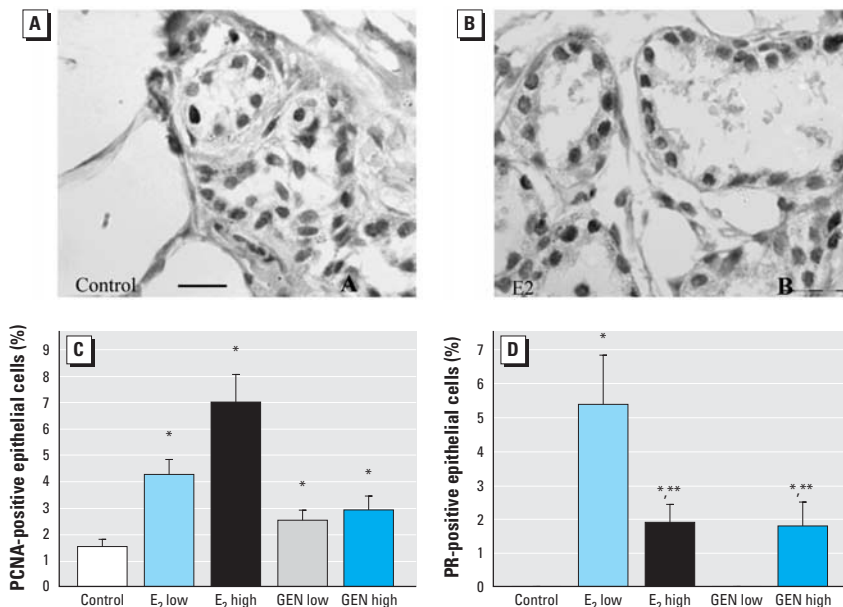 A
Control
A
B
E2
B
C
PCNA-positive epithelial cells (%)
9
8
7
6
5
4
3
2
1
0
*
*
*
*
Control
E₂ low
E₂ high
GEN low
GEN high
D
PR-positive epithelial cells (%)
7
6
5
4
3
2
1
0
*
*,**
*,**
Control
E₂ low
E₂ high
GEN low
GEN high